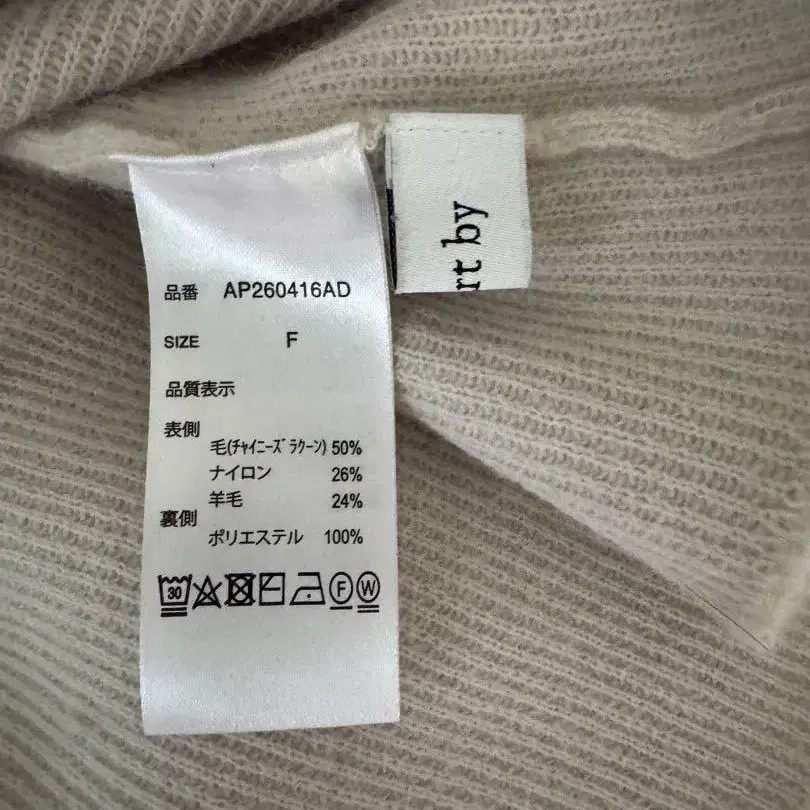 品番 AP260416AD
SIZE F
品質表示
表側
毛(ﾁｬｲﾆｰｽﾞﾗｸｰﾝ) 50%
ナイロン 26%
羊毛 24%
裏側
ポリエステル 100%
30 F W
rt by